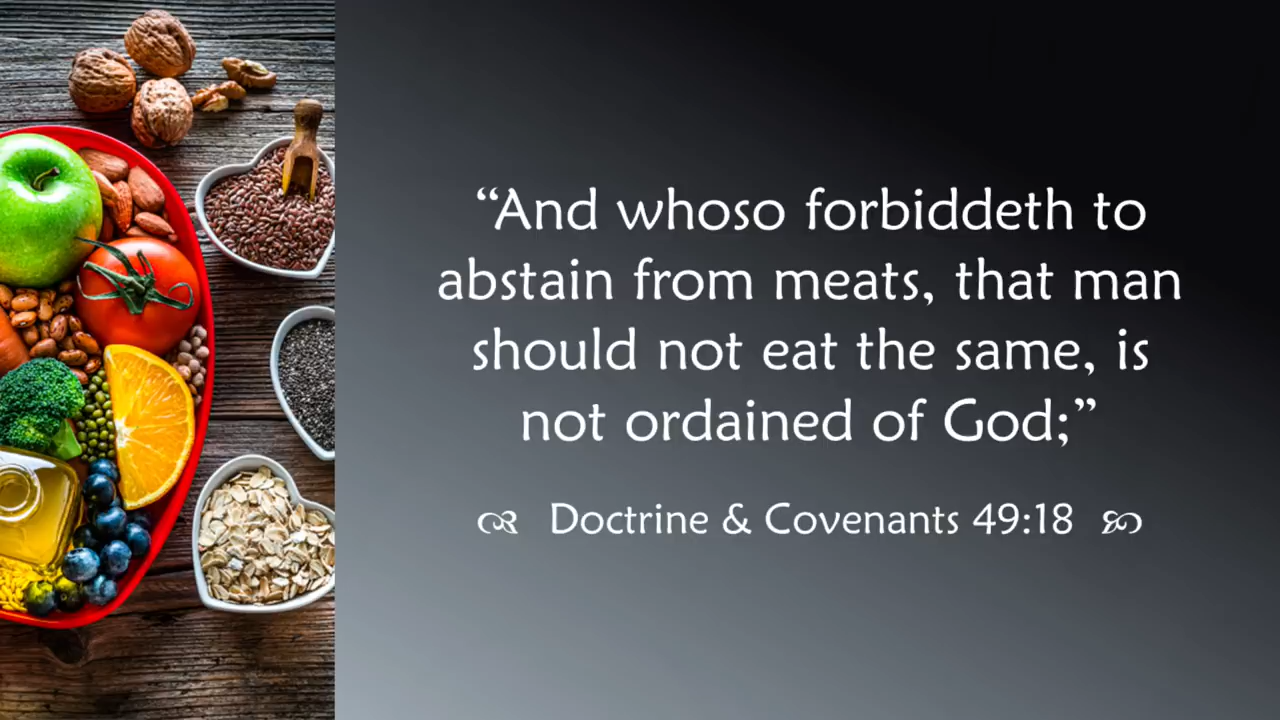 “And whoso forbiddeth to
abstain from meats, that man
should not eat the same, is
not ordained of God;”
Doctrine & Covenants 49:18